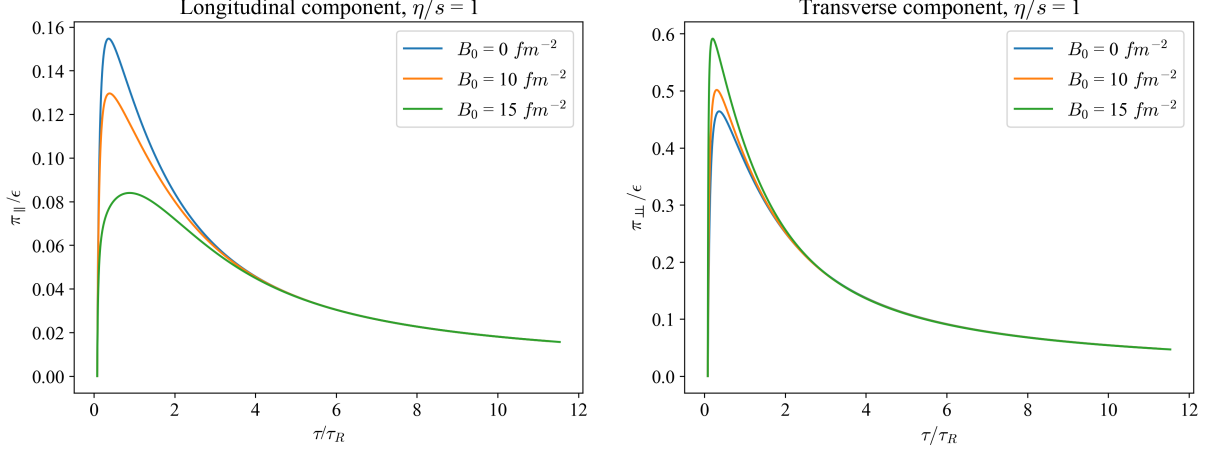 Longitudinal component, η/s = 1
π∥/ϵ
0.16
0.14
0.12
0.10
0.08
0.06
0.04
0.02
0.00
B₀ = 0 fm⁻²
B₀ = 10 fm⁻²
B₀ = 15 fm⁻²
0 2 4 6 8 10 12
τ/τ_R
Transverse component, η/s = 1
π⊥⊥/ϵ
0.6
0.5
0.4
0.3
0.2
0.1
0.0
B₀ = 0 fm⁻²
B₀ = 10 fm⁻²
B₀ = 15 fm⁻²
0 2 4 6 8 10 12
τ/τ_R